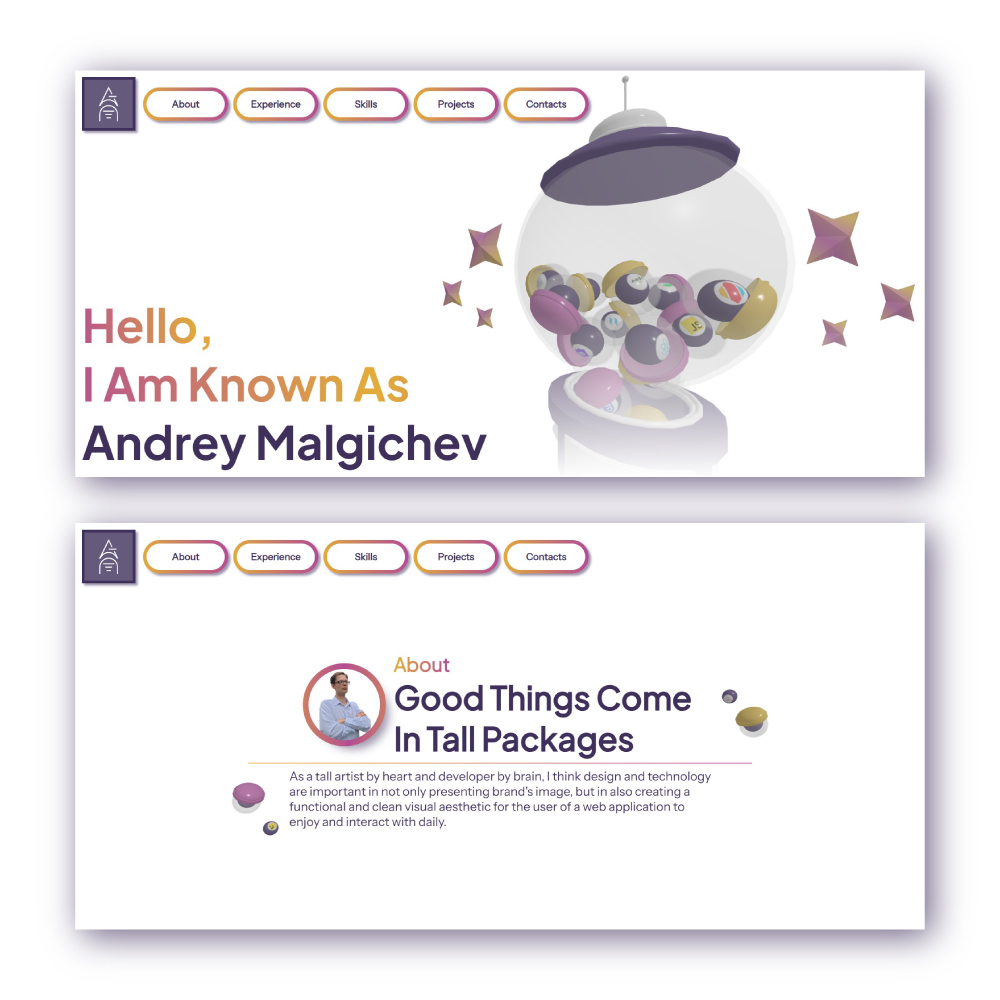 About Experience Skills Projects Contacts
Hello,
I Am Known As
Andrey Malgichev
About Experience Skills Projects Contacts
About
Good Things Come
In Tall Packages
As a tall artist by heart and developer by brain, I think design and technology
are important in not only presenting brand's image, but in also creating a
functional and clean visual aesthetic for the user of a web application to
enjoy and interact with daily.